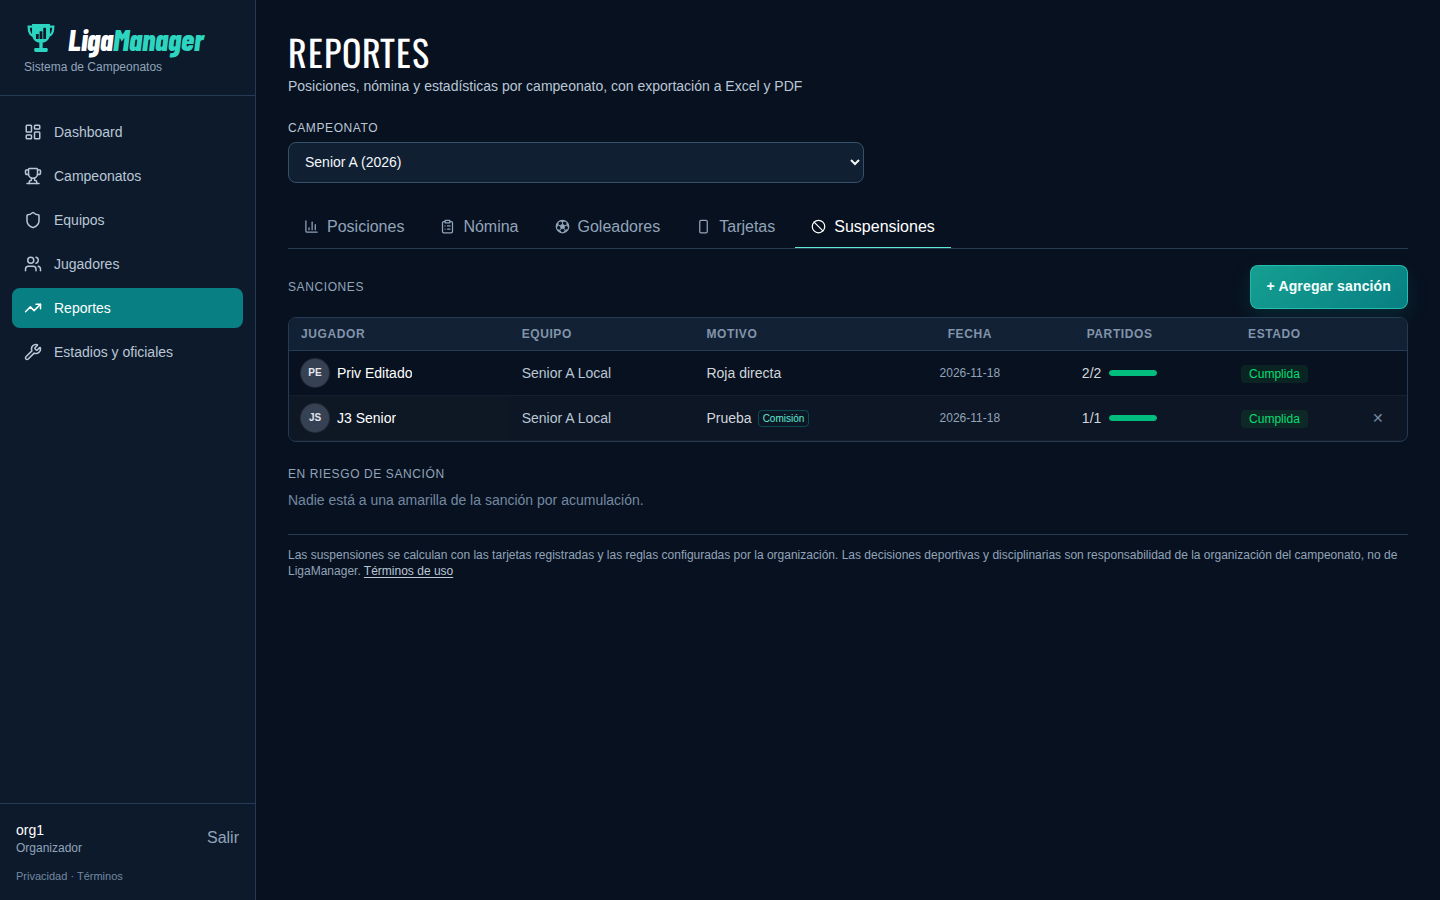 LigaManager
Sistema de Campeonatos
Dashboard
Campeonatos
Equipos
Jugadores
Reportes
Estadios y oficiales
org1
Organizador
Salir
Privacidad · Términos
REPORTES
Posiciones, nómina y estadísticas por campeonato, con exportación a Excel y PDF
CAMPEONATO
Senior A (2026)
Posiciones Nómina Goleadores Tarjetas Suspensiones
SANCIONES
+ Agregar sanción
JUGADOR EQUIPO MOTIVO FECHA PARTIDOS ESTADO
PE Priv Editado Senior A Local Roja directa 2026-11-18 2/2 Cumplida
JS J3 Senior Senior A Local Prueba Comisión 2026-11-18 1/1 Cumplida ✕
EN RIESGO DE SANCIÓN
Nadie está a una amarilla de la sanción por acumulación.
Las suspensiones se calculan con las tarjetas registradas y las reglas configuradas por la organización. Las decisiones deportivas y disciplinarias son responsabilidad de la organización del campeonato, no de
LigaManager. Términos de uso